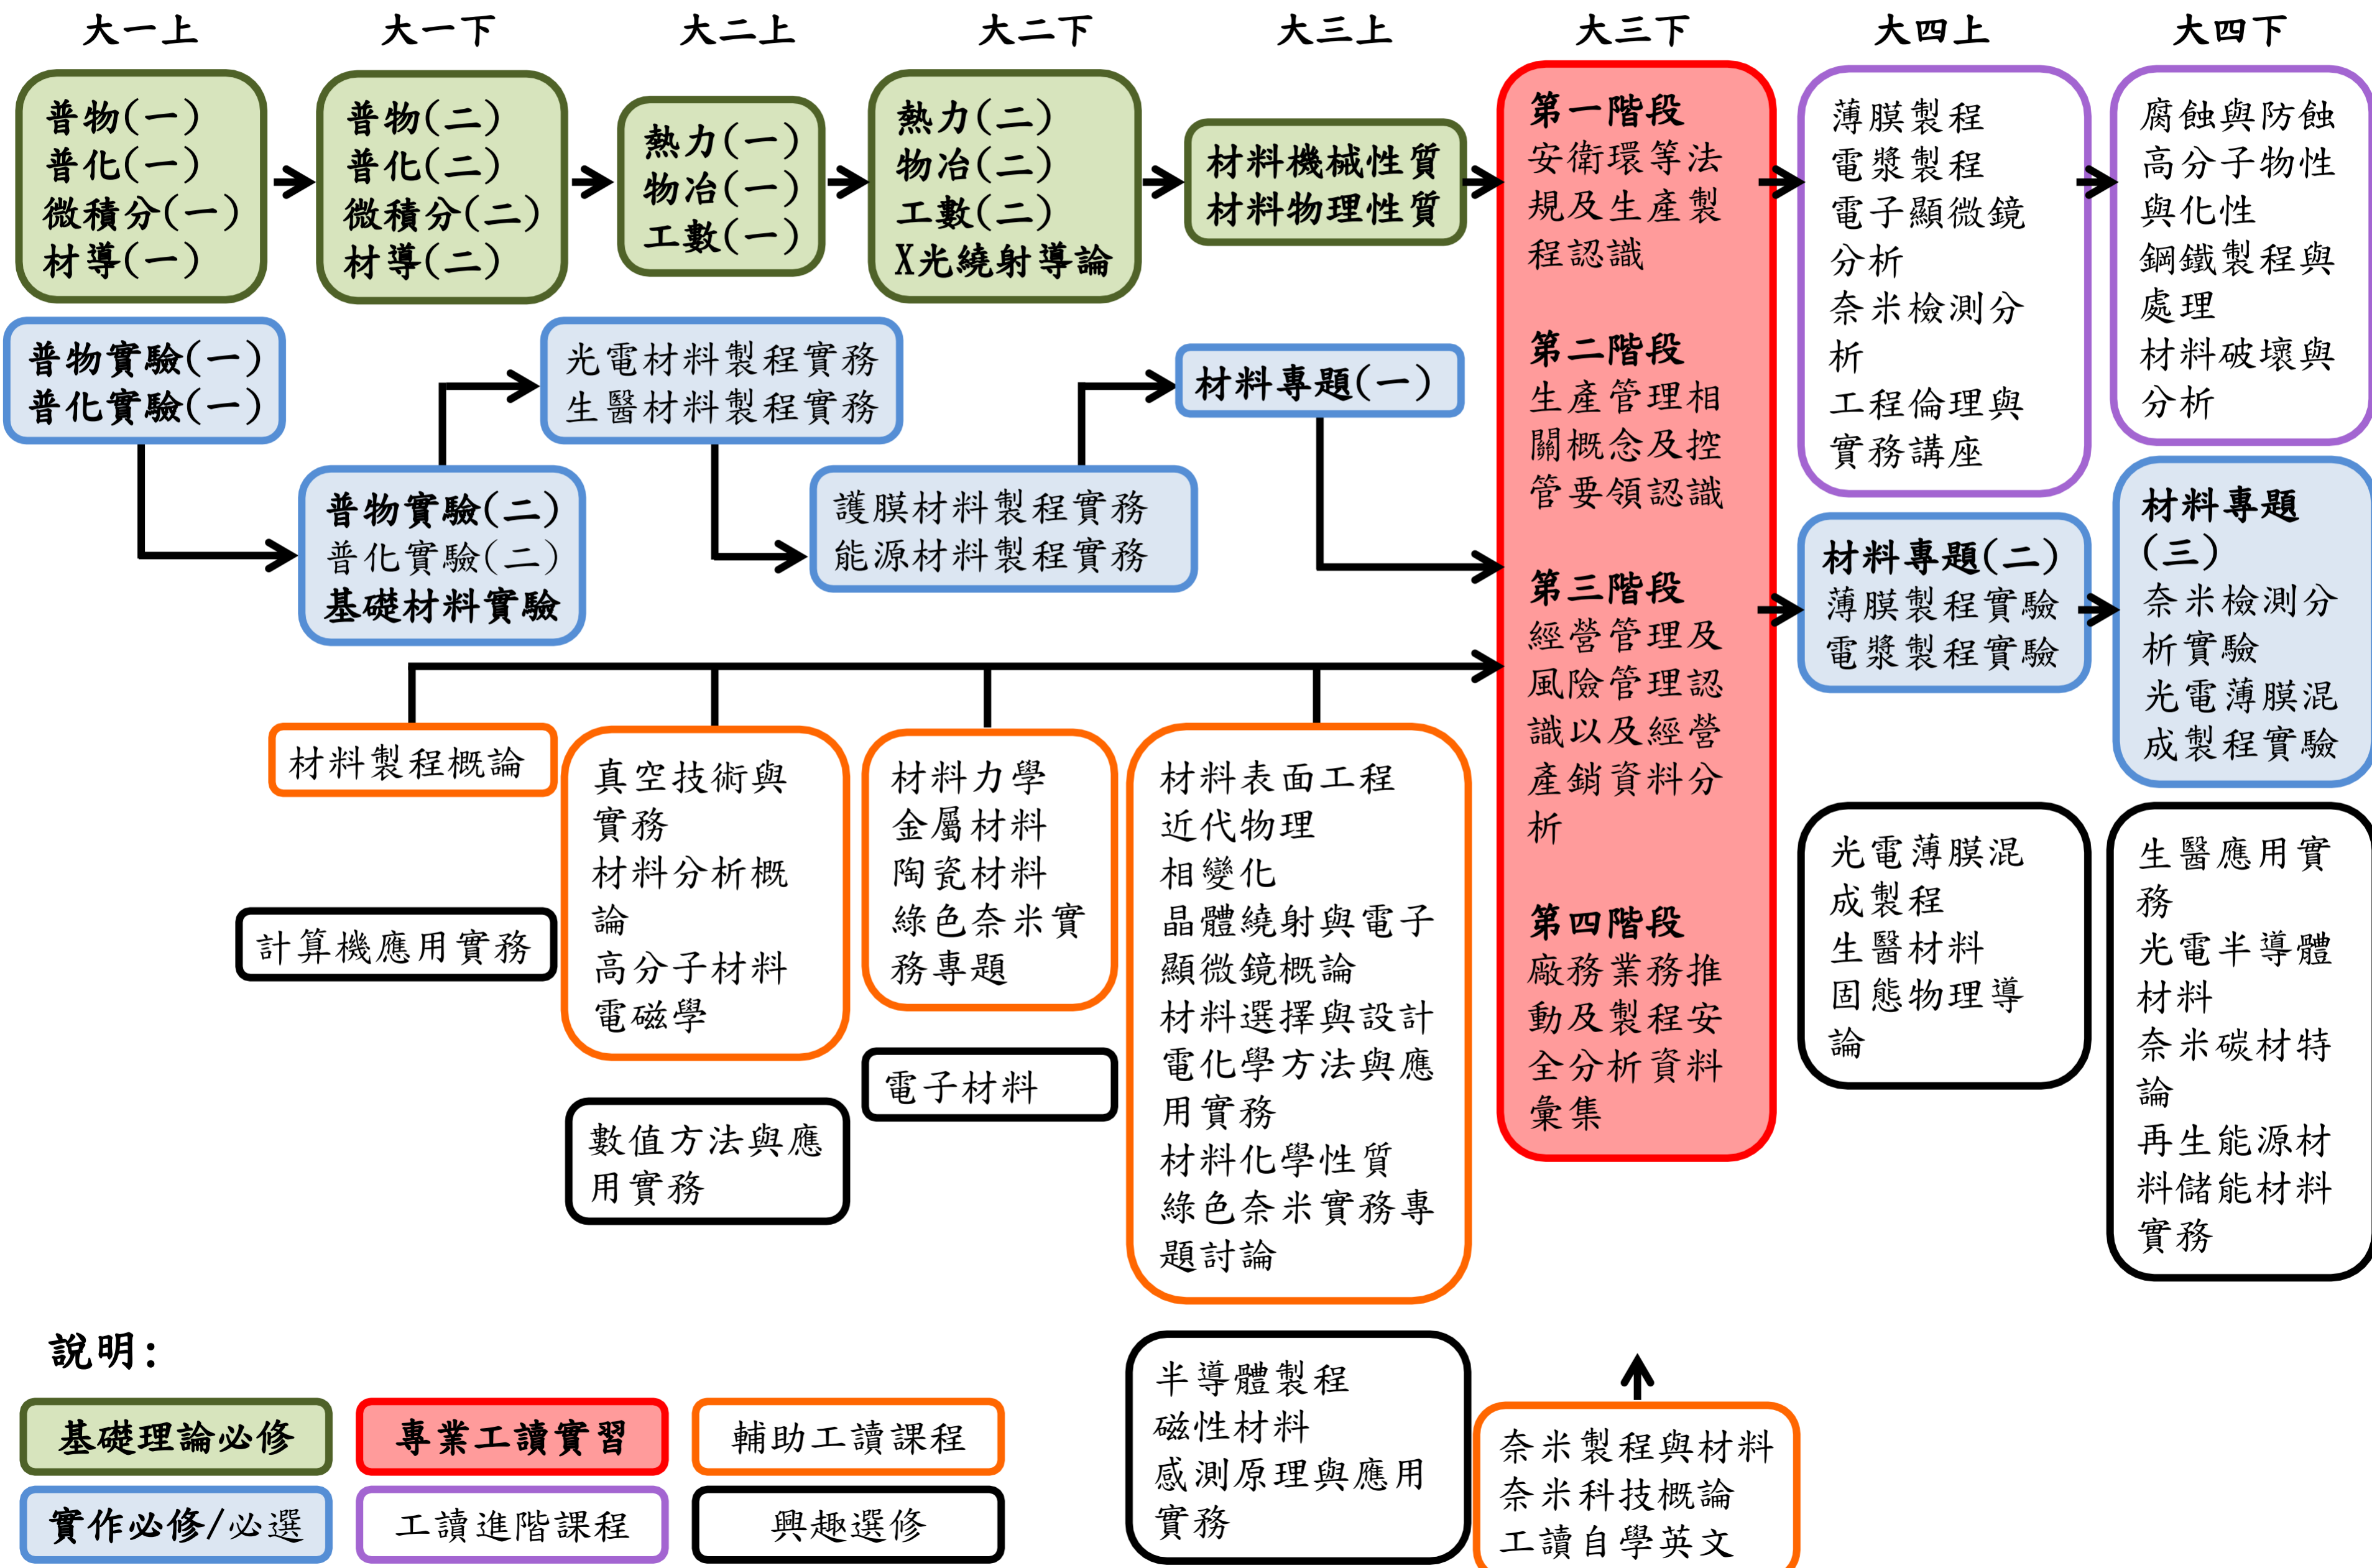 大一上
大一下
大二上
大二下
大三上
大三下
大四上
大四下
普物(一)
普化(一)
微積分(一)
材導(一)
普物(二)
普化(二)
微積分(二)
材導(二)
熱力(一)
物冶(一)
工數(一)
熱力(二)
物冶(二)
工數(二)
X光繞射導論
材料機械性質
材料物理性質
第一階段
安衛環等法
規及生產製
程認識
第二階段
生產管理相
關概念及控
管要領認識
第三階段
經營管理及
風險管理認
識以及經營
產銷資料分
析
第四階段
廠務業務推
動及製程安
全分析資料
彙集
薄膜製程
電漿製程
電子顯微鏡
分析
奈米檢測分
析
工程倫理與
實務講座
腐蝕與防蝕
高分子物性
與化性
鋼鐵製程與
處理
材料破壞與
分析
普物實驗(一)
普化實驗(一)
普物實驗(二)
普化實驗(二)
基礎材料實驗
光電材料製程實務
生醫材料製程實務
護膜材料製程實務
能源材料製程實務
材料專題(一)
材料專題(二)
薄膜製程實驗
電漿製程實驗
材料專題
(三)
奈米檢測分
析實驗
光電薄膜混
成製程實驗
材料製程概論
計算機應用實務
真空技術與
實務
材料分析概
論
高分子材料
電磁學
數值方法與應
用實務
材料力學
金屬材料
陶瓷材料
綠色奈米實
務專題
電子材料
材料表面工程
近代物理
相變化
晶體繞射與電子
顯微鏡概論
材料選擇與設計
電化學方法與應
用實務
材料化學性質
綠色奈米實務專
題討論
半導體製程
磁性材料
感測原理與應用
實務
奈米製程與材料
奈米科技概論
工讀自學英文
光電薄膜混
成製程
生醫材料
固態物理導
論
生醫應用實
務
光電半導體
材料
奈米碳材特
論
再生能源材
料儲能材料
實務
說明:
基礎理論必修
專業工讀實習
輔助工讀課程
實作必修/必選
工讀進階課程
興趣選修